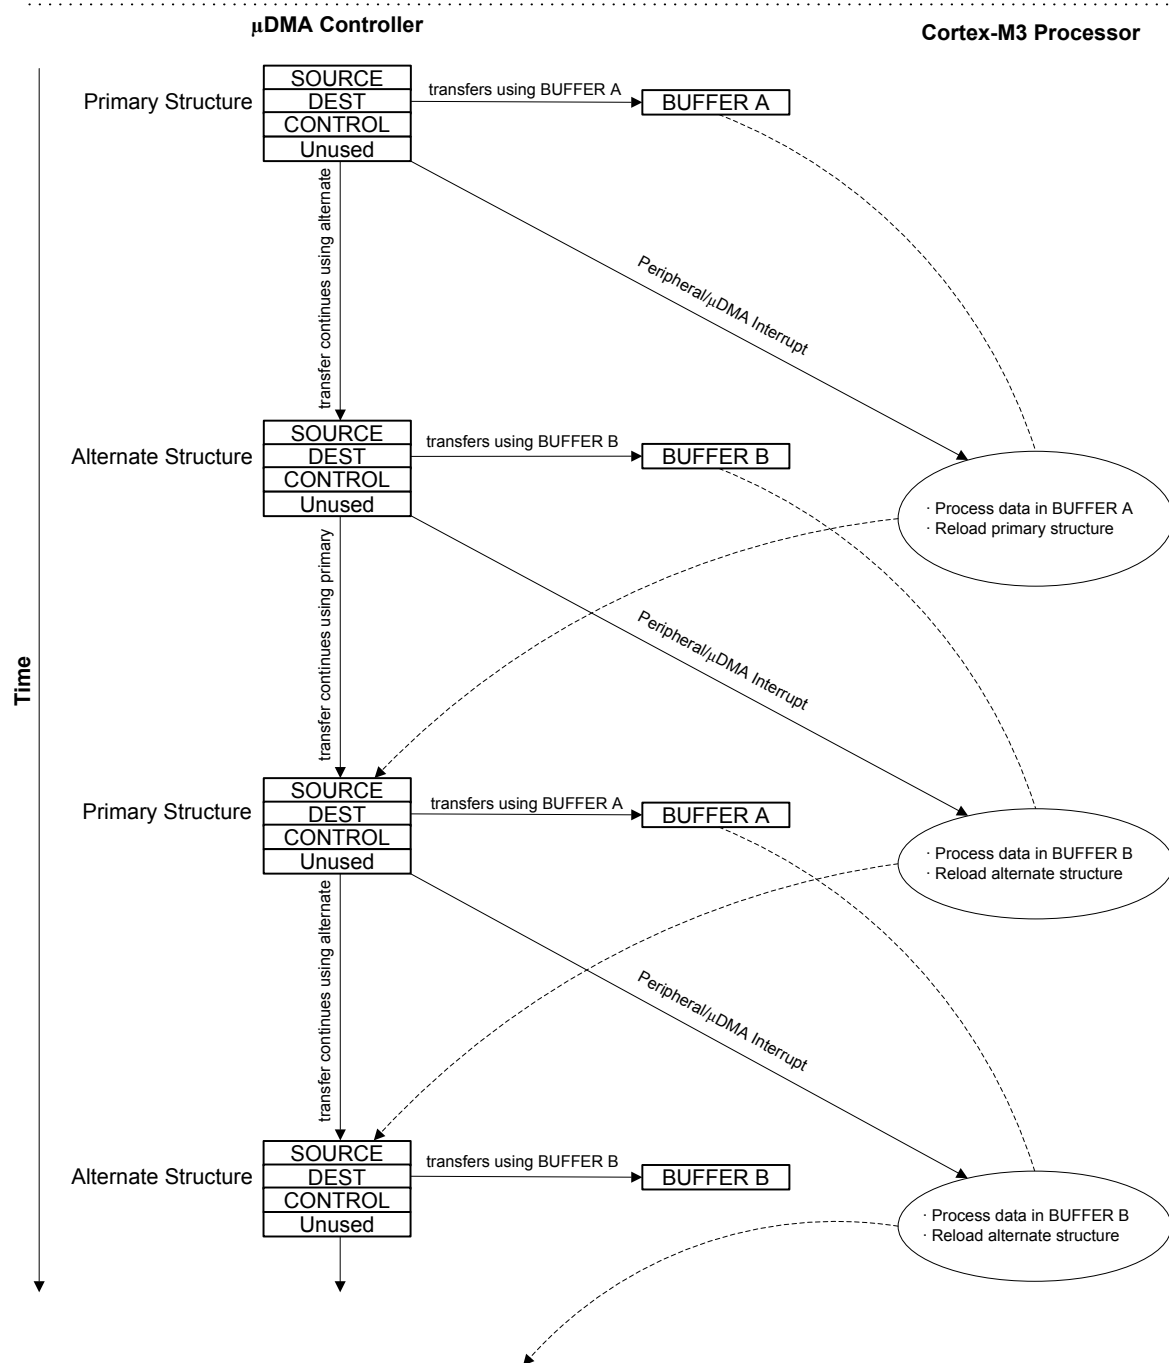 μDMA Controller
Cortex-M3 Processor
Time
Primary Structure
SOURCE
DEST
CONTROL
Unused
transfers using BUFFER A
BUFFER A
transfer continues using alternate
Peripheral/μDMA Interrupt
Alternate Structure
SOURCE
DEST
CONTROL
Unused
transfers using BUFFER B
BUFFER B
· Process data in BUFFER A
· Reload primary structure
transfer continues using primary
Peripheral/μDMA Interrupt
Primary Structure
SOURCE
DEST
CONTROL
Unused
transfers using BUFFER A
BUFFER A
· Process data in BUFFER B
· Reload alternate structure
transfer continues using alternate
Peripheral/μDMA Interrupt
Alternate Structure
SOURCE
DEST
CONTROL
Unused
transfers using BUFFER B
BUFFER B
· Process data in BUFFER B
· Reload alternate structure